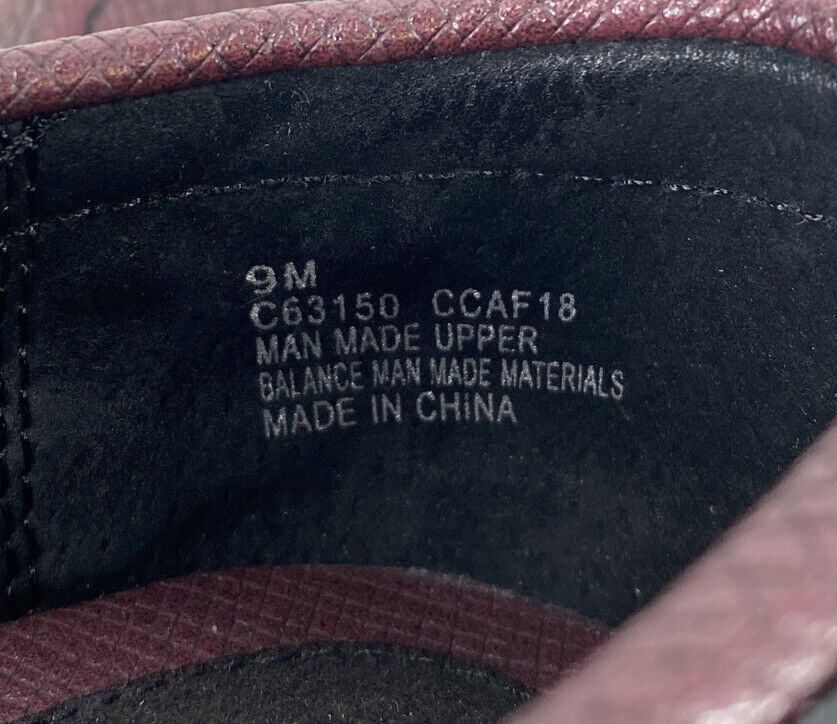 9M
C63150 CCAF18
MAN MADE UPPER
BALANCE MAN MADE MATERIALS
MADE IN CHINA